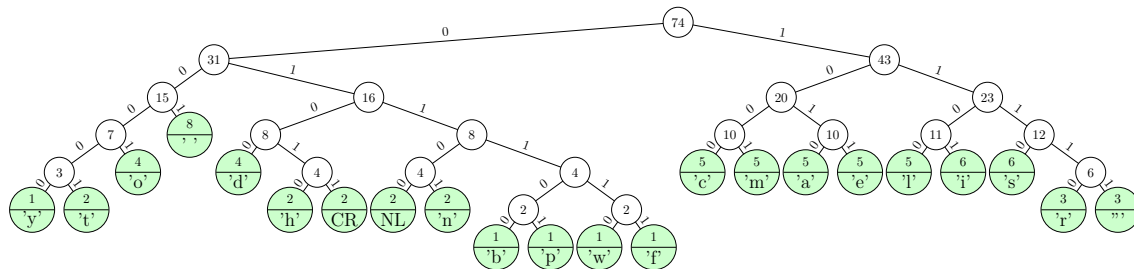 74
0 1
31 43
0 1 0 1
15 16 20 23
0 1 0 1 0 1 0 1
7 8 8 8 10 10 11 12
' '
0 1 0 1 0 1 0 1 0 1 0 1 0 1
3 4 4 4 4 4 5 5 5 5 5 6 6 6
'o' 'd' 'c' 'm' 'a' 'e' 'l' 'i' 's'
0 1 0 1 0 1 0 1 0 1
1 2 2 2 2 2 2 2 3 3
'y' 't' 'h' CR NL 'n' 'r' '"'
0 1 0 1
1 1 1 1
'b' 'p' 'w' 'f'